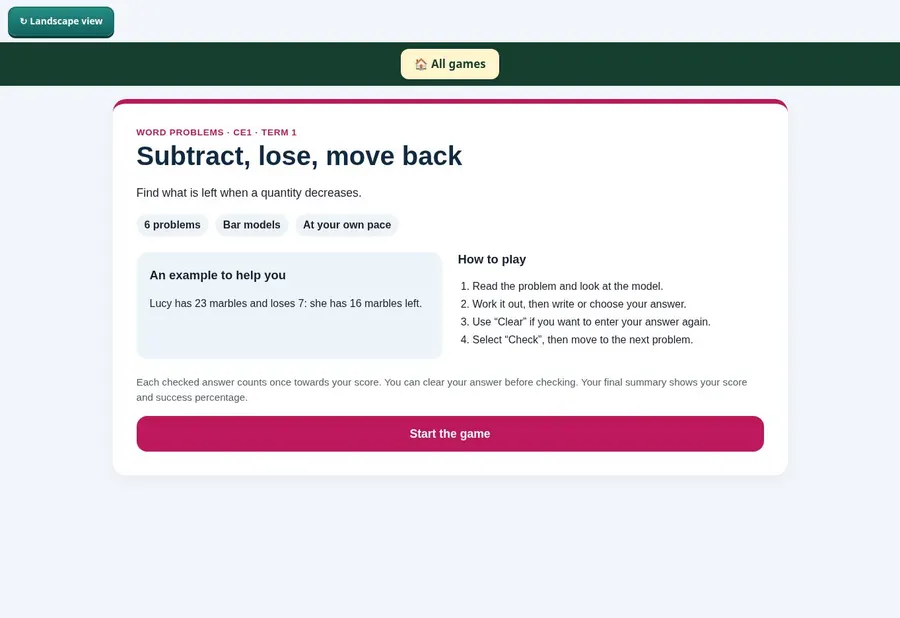 ↻ Landscape view
🏠 All games
WORD PROBLEMS · CE1 · TERM 1
Subtract, lose, move back
Find what is left when a quantity decreases.
6 problems
Bar models
At your own pace
An example to help you
Lucy has 23 marbles and loses 7: she has 16 marbles left.
How to play
1. Read the problem and look at the model.
2. Work it out, then write or choose your answer.
3. Use “Clear” if you want to enter your answer again.
4. Select “Check”, then move to the next problem.
Each checked answer counts once towards your score. You can clear your answer before checking. Your final summary shows your score
and success percentage.
Start the game